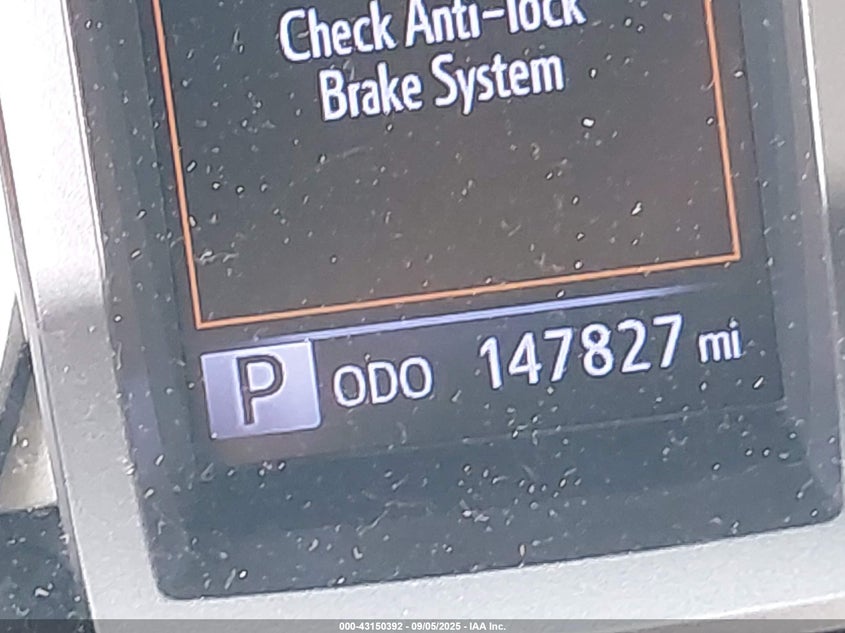 Check Anti-lock
Brake System
P ODO 147827 mi
000-43150392 - 09/05/2025 - IAA Inc.